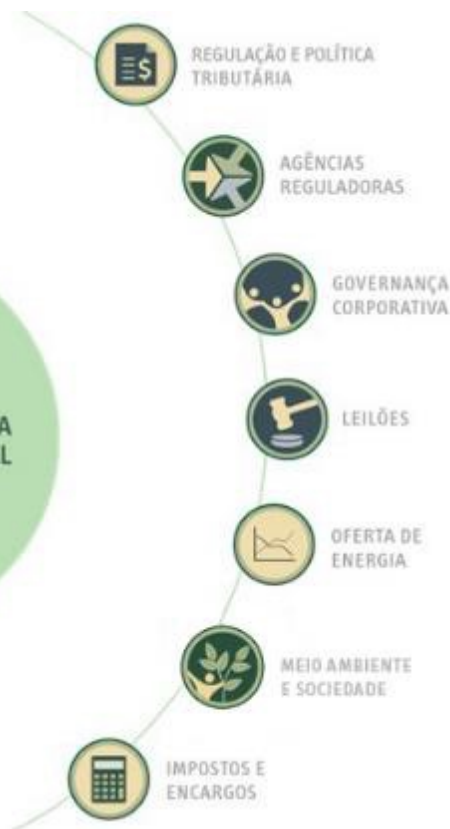 REGULAÇÃO E POLÍTICA
TRIBUTÁRIA
AGÊNCIAS
REGULADORAS
GOVERNANÇA
CORPORATIVA
LEILÕES
A
L
OFERTA DE
ENERGIA
MEIO AMBIENTE
E SOCIEDADE
IMPOSTOS E
ENCARGOS